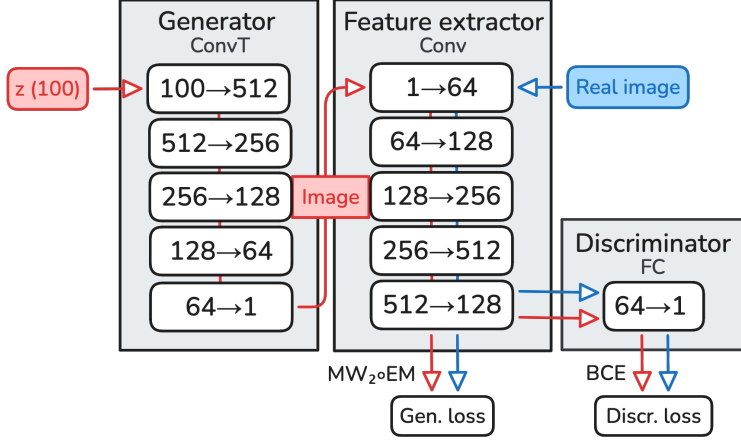 Generator
ConvT
z (100)
100→512
512→256
256→128
128→64
64→1
Image
Feature extractor
Conv
1→64
64→128
128→256
256→512
512→128
Real image
Discriminator
FC
64→1
MW₂∘EM
Gen. loss
BCE
Discr. loss